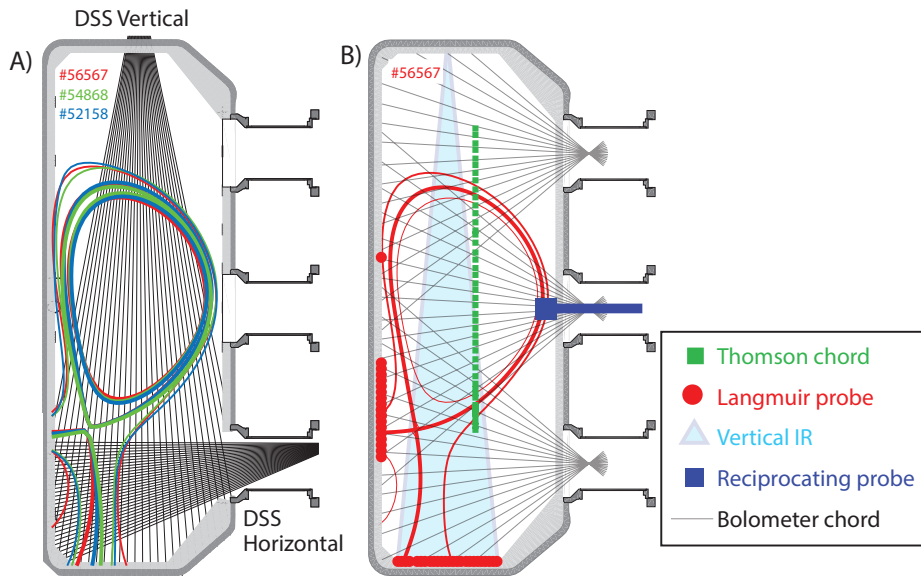 DSS Vertical
A)
#56567
#54868
#52158
DSS
Horizontal
B)
#56567
Thomson chord
Langmuir probe
Vertical IR
Reciprocating probe
Bolometer chord